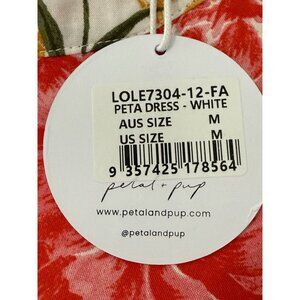 LOLE7304-12-FA
PETA DRESS - WHITE
AUS SIZE M
US SIZE M
9 357425 178564
petal + pup
www.petalandpup.com
@petalandpup